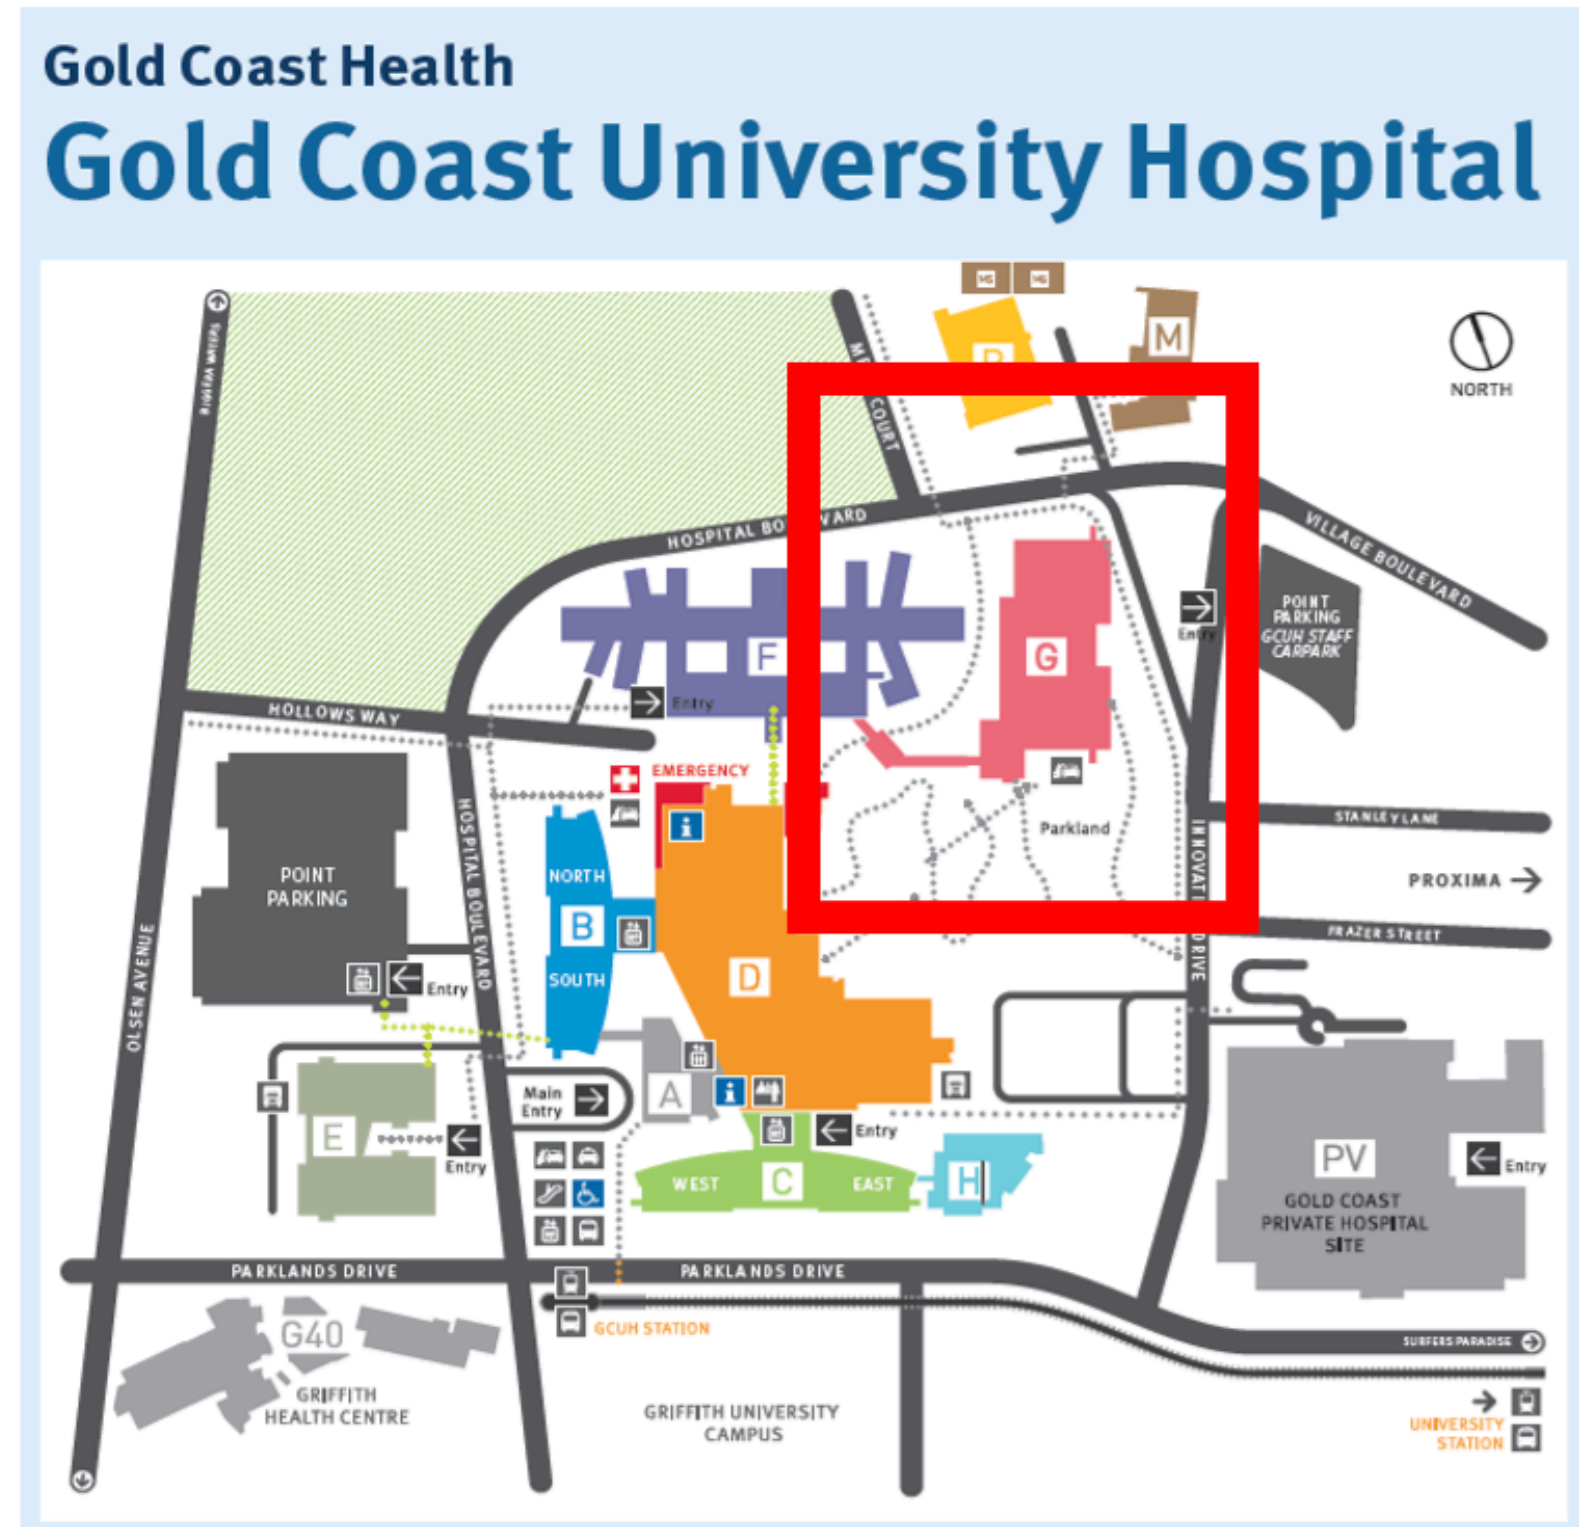 Gold Coast Health
Gold Coast University Hospital
M
NORTH
COURT
HOSPITAL BO
VARD
VILLAGE BOULEVARD
POINT
PARKING
GCUH STAFF
CARPARK
Entry
F
G
Entry
HOLLOWS WAY
EMERGENCY
i
Parkland
STANLEY LANE
PROXIMA
FRAZER STREET
INNOVATI
DRIVE
POINT
PARKING
HOSPITAL BOULEVARD
OLSEN AVENUE
NORTH
B
SOUTH
D
Entry
A
i
Main
Entry
E
Entry
Entry
WEST
C
EAST
H
PV
Entry
GOLD COAST
PRIVATE HOSPITAL
SITE
PARKLANDS DRIVE
PARKLANDS DRIVE
GCUH STATION
SURFERS PARADISE
G40
GRIFFITH
HEALTH CENTRE
GRIFFITH UNIVERSITY
CAMPUS
UNIVERSITY
STATION